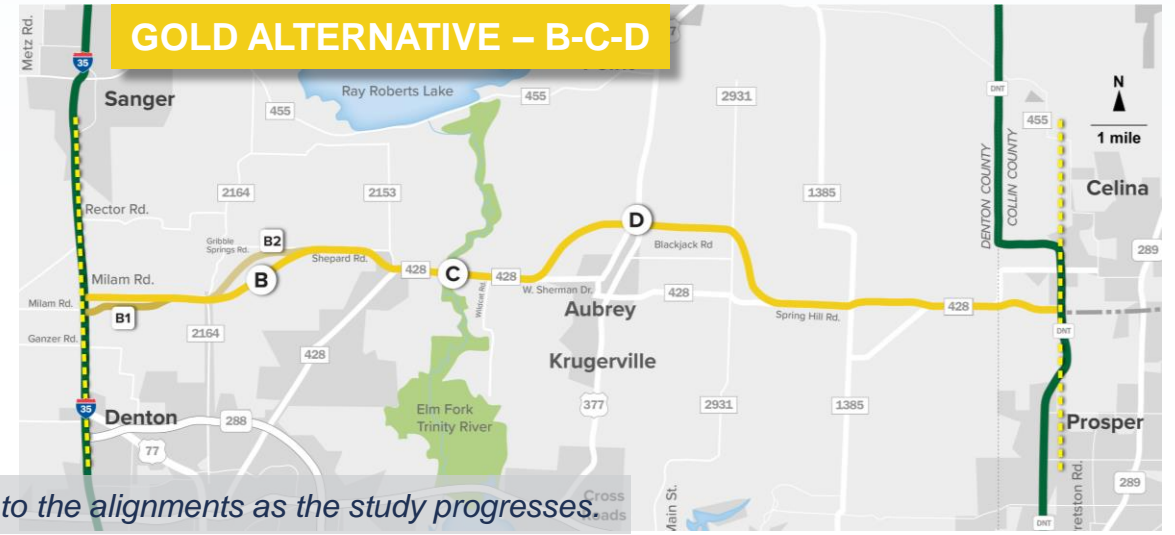 GOLD ALTERNATIVE – B-C-D
Metz Rd.
35
Sanger
455
Ray Roberts Lake
455
2931
DNT
DENTON COUNTY
COLLIN COUNTY
455
N
1 mile
Celina
2164
2153
1385
Rector Rd.
Gribble
Springs Rd.
B2
D
289
Blackjack Rd
Shepard Rd.
Milam Rd.
B
428
C
428
Wildcat Rd.
W. Sherman Dr.
428
428
Milam Rd.
B1
Aubrey
Spring Hill Rd.
DNT
Ganzer Rd.
2164
428
Krugerville
35
Denton
288
Elm Fork
Trinity River
377
2931
1385
Prosper
77
to the alignments as the study progresses.
Cross
Roads
Main St.
289
DNT